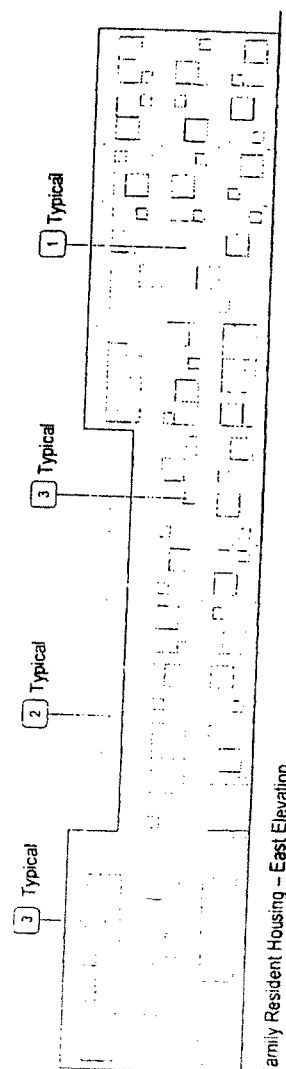 3 Typical
2 Typical
3 Typical
1 Typical
amily Resident Housing – East Elevation